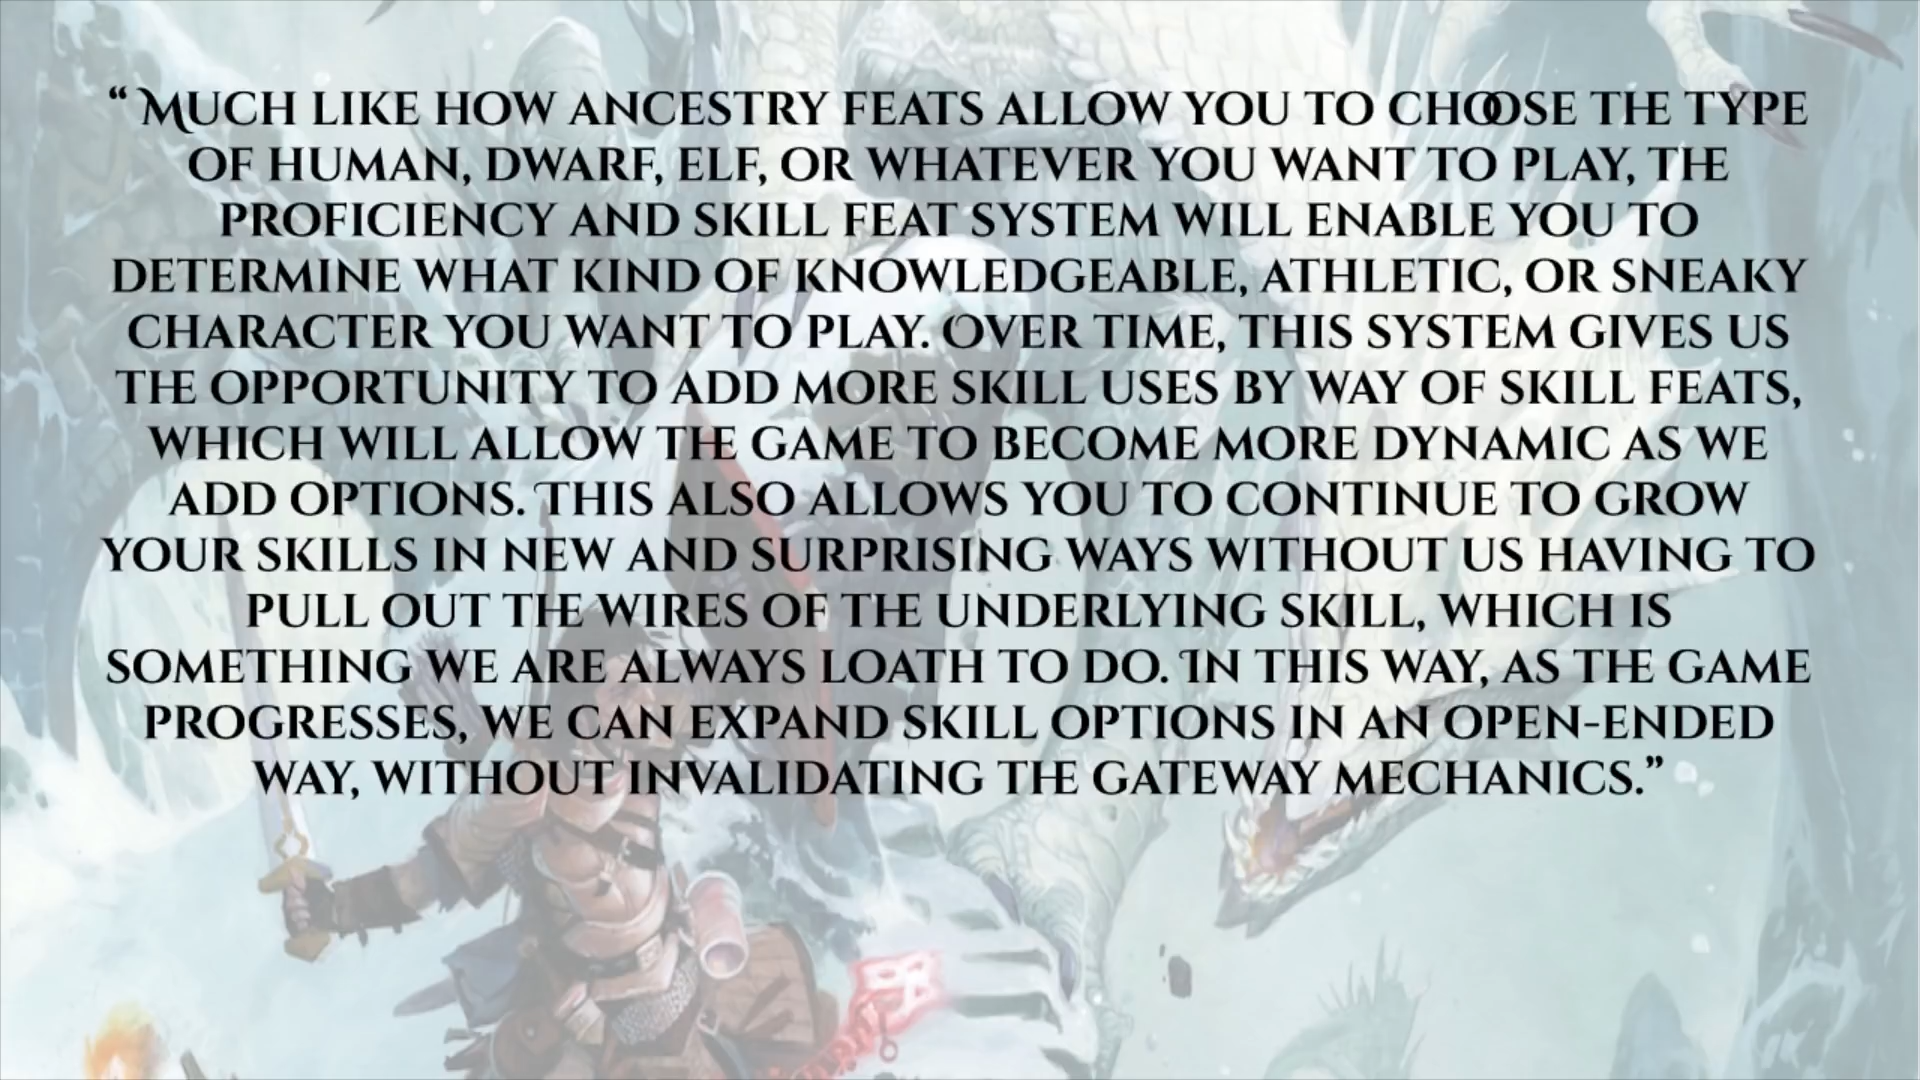 “Much like how ancestry feats allow you to choose the type
of human, dwarf, elf, or whatever you want to play, the
proficiency and skill feat system will enable you to
determine what kind of knowledgeable, athletic, or sneaky
character you want to play. Over time, this system gives us
the opportunity to add more skill uses by way of skill feats,
which will allow the game to become more dynamic as we
add options. This also allows you to continue to grow
your skills in new and surprising ways without us having to
pull out the wires of the underlying skill, which is
something we are always loath to do. In this way, as the game
progresses, we can expand skill options in an open-ended
way, without invalidating the gateway mechanics.”